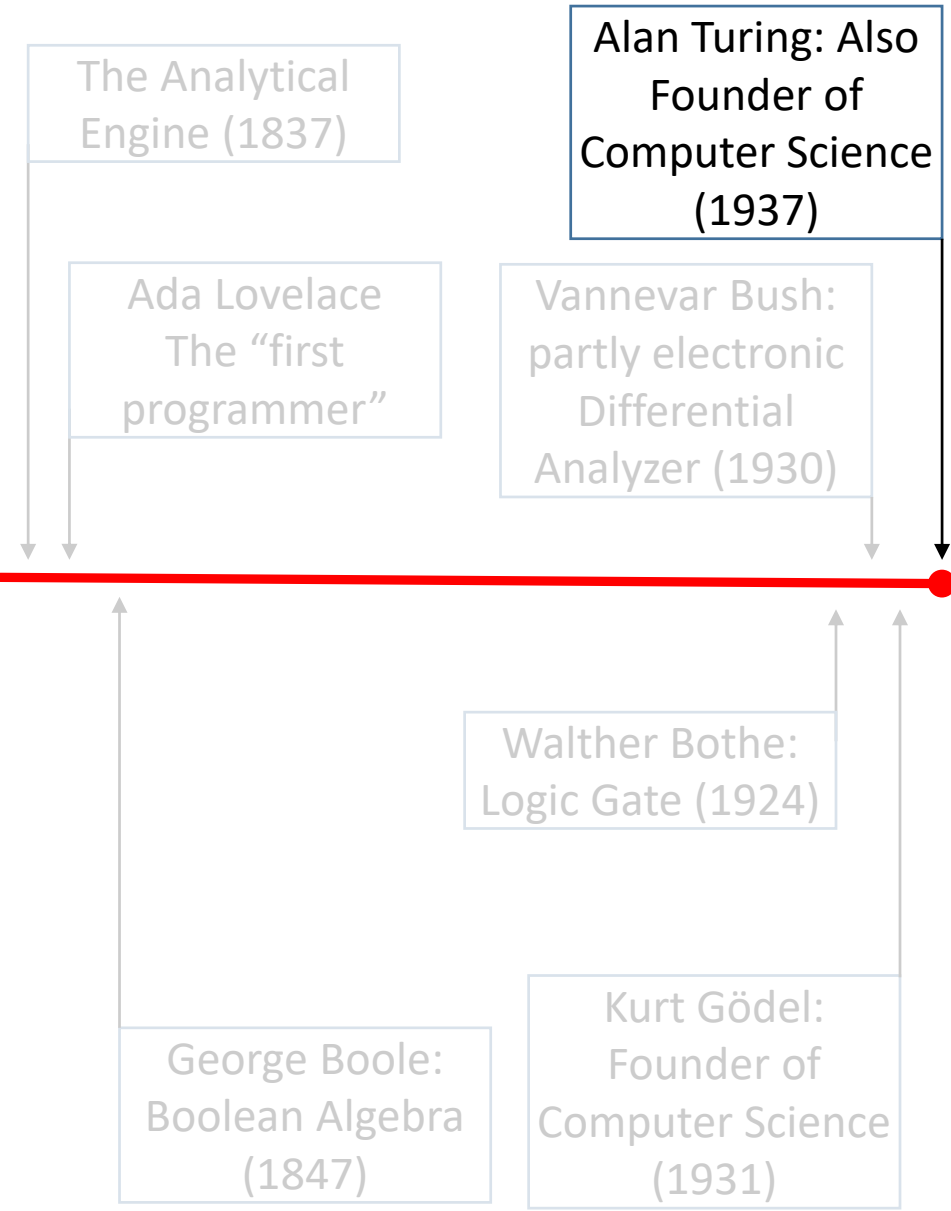 The Analytical
Engine (1837)
Alan Turing: Also
Founder of
Computer Science
(1937)
Ada Lovelace
The “first
programmer”
Vannevar Bush:
partly electronic
Differential
Analyzer (1930)
Walther Bothe:
Logic Gate (1924)
George Boole:
Boolean Algebra
(1847)
Kurt Gödel:
Founder of
Computer Science
(1931)